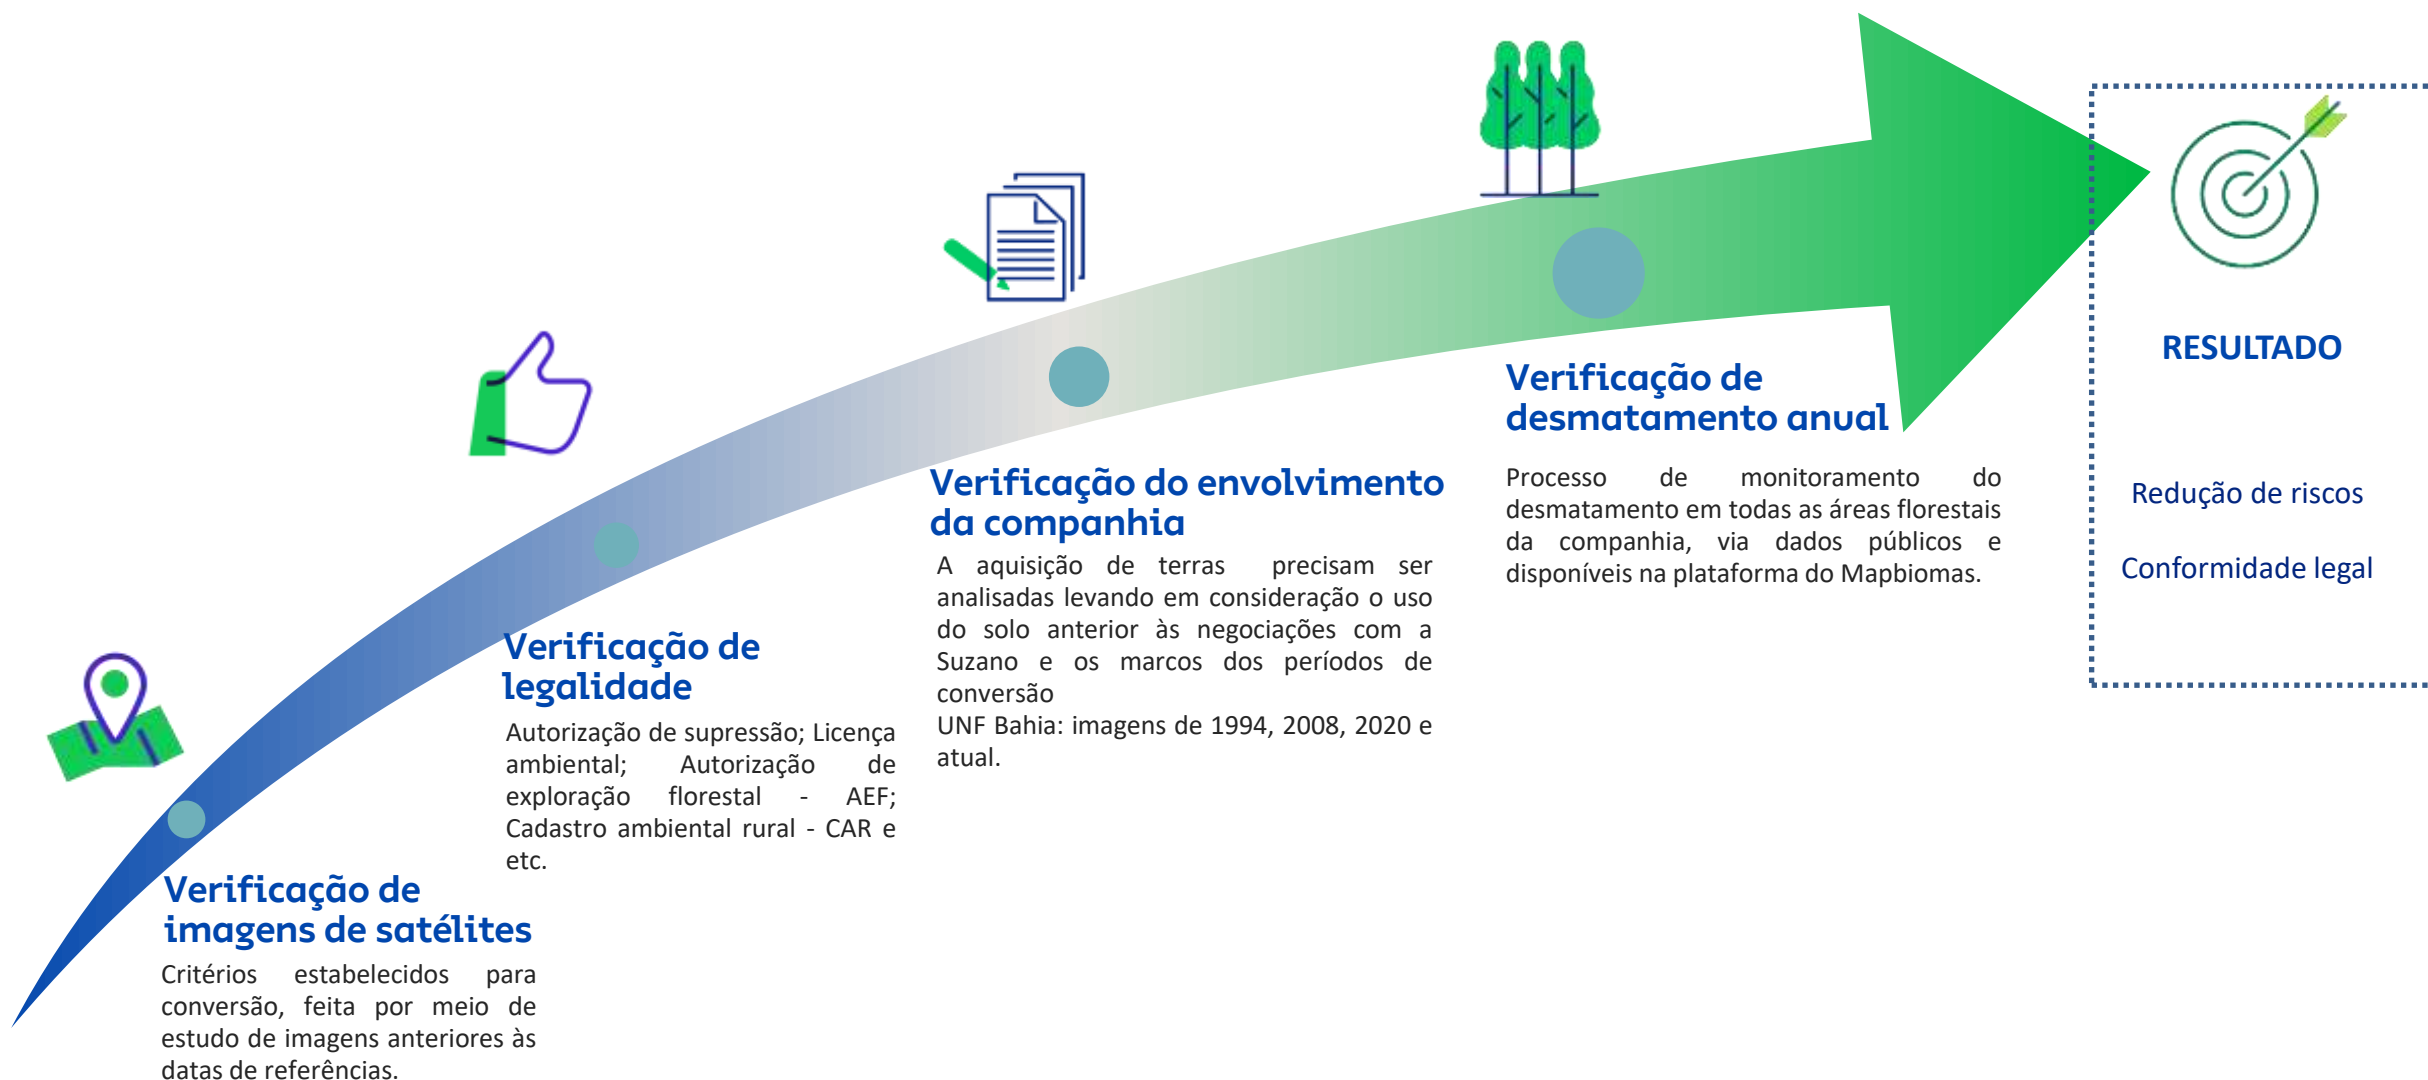 Verificação de
imagens de satélites
Critérios estabelecidos para
conversão, feita por meio de
estudo de imagens anteriores às
datas de referências.
Verificação de
legalidade
Autorização de supressão; Licença
ambiental; Autorização de
exploração florestal - AEF;
Cadastro ambiental rural - CAR e
etc.
Verificação do envolvimento
da companhia
A aquisição de terras precisam ser
analisadas levando em consideração o uso
do solo anterior às negociações com a
Suzano e os marcos dos períodos de
conversão
UNF Bahia: imagens de 1994, 2008, 2020 e
atual.
Verificação de
desmatamento anual
Processo de monitoramento do
desmatamento em todas as áreas florestais
da companhia, via dados públicos e
disponíveis na plataforma do Mapbiomas.
RESULTADO
Redução de riscos
Conformidade legal